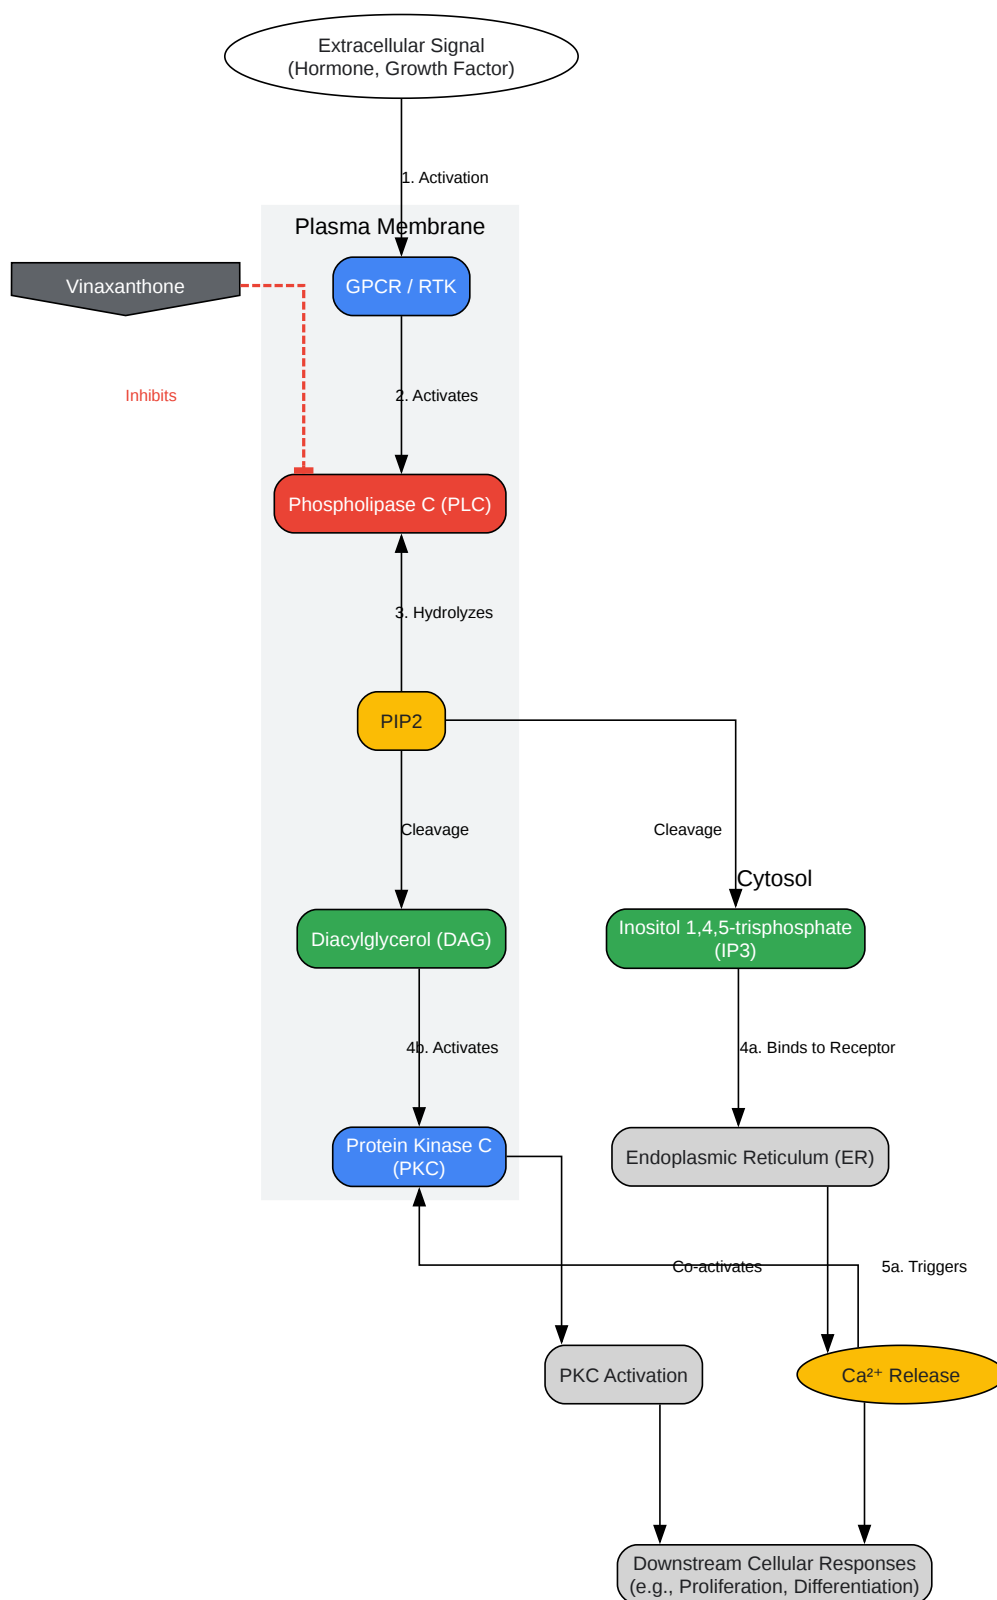 Extracellular Signal
(Hormone, Growth Factor)
1. Activation
Plasma Membrane
Vinaxanthone
GPCR / RTK
Inhibits
2. Activates
Phospholipase C (PLC)
3. Hydrolyzes
PIP2
Cleavage
Cleavage
Cytosol
Diacylglycerol (DAG)
Inositol 1,4,5-trisphosphate
(IP3)
4b. Activates
4a. Binds to Receptor
Protein Kinase C
(PKC)
Endoplasmic Reticulum (ER)
Co-activates
5a. Triggers
PKC Activation
Ca²⁺ Release
Downstream Cellular Responses
(e.g., Proliferation, Differentiation)